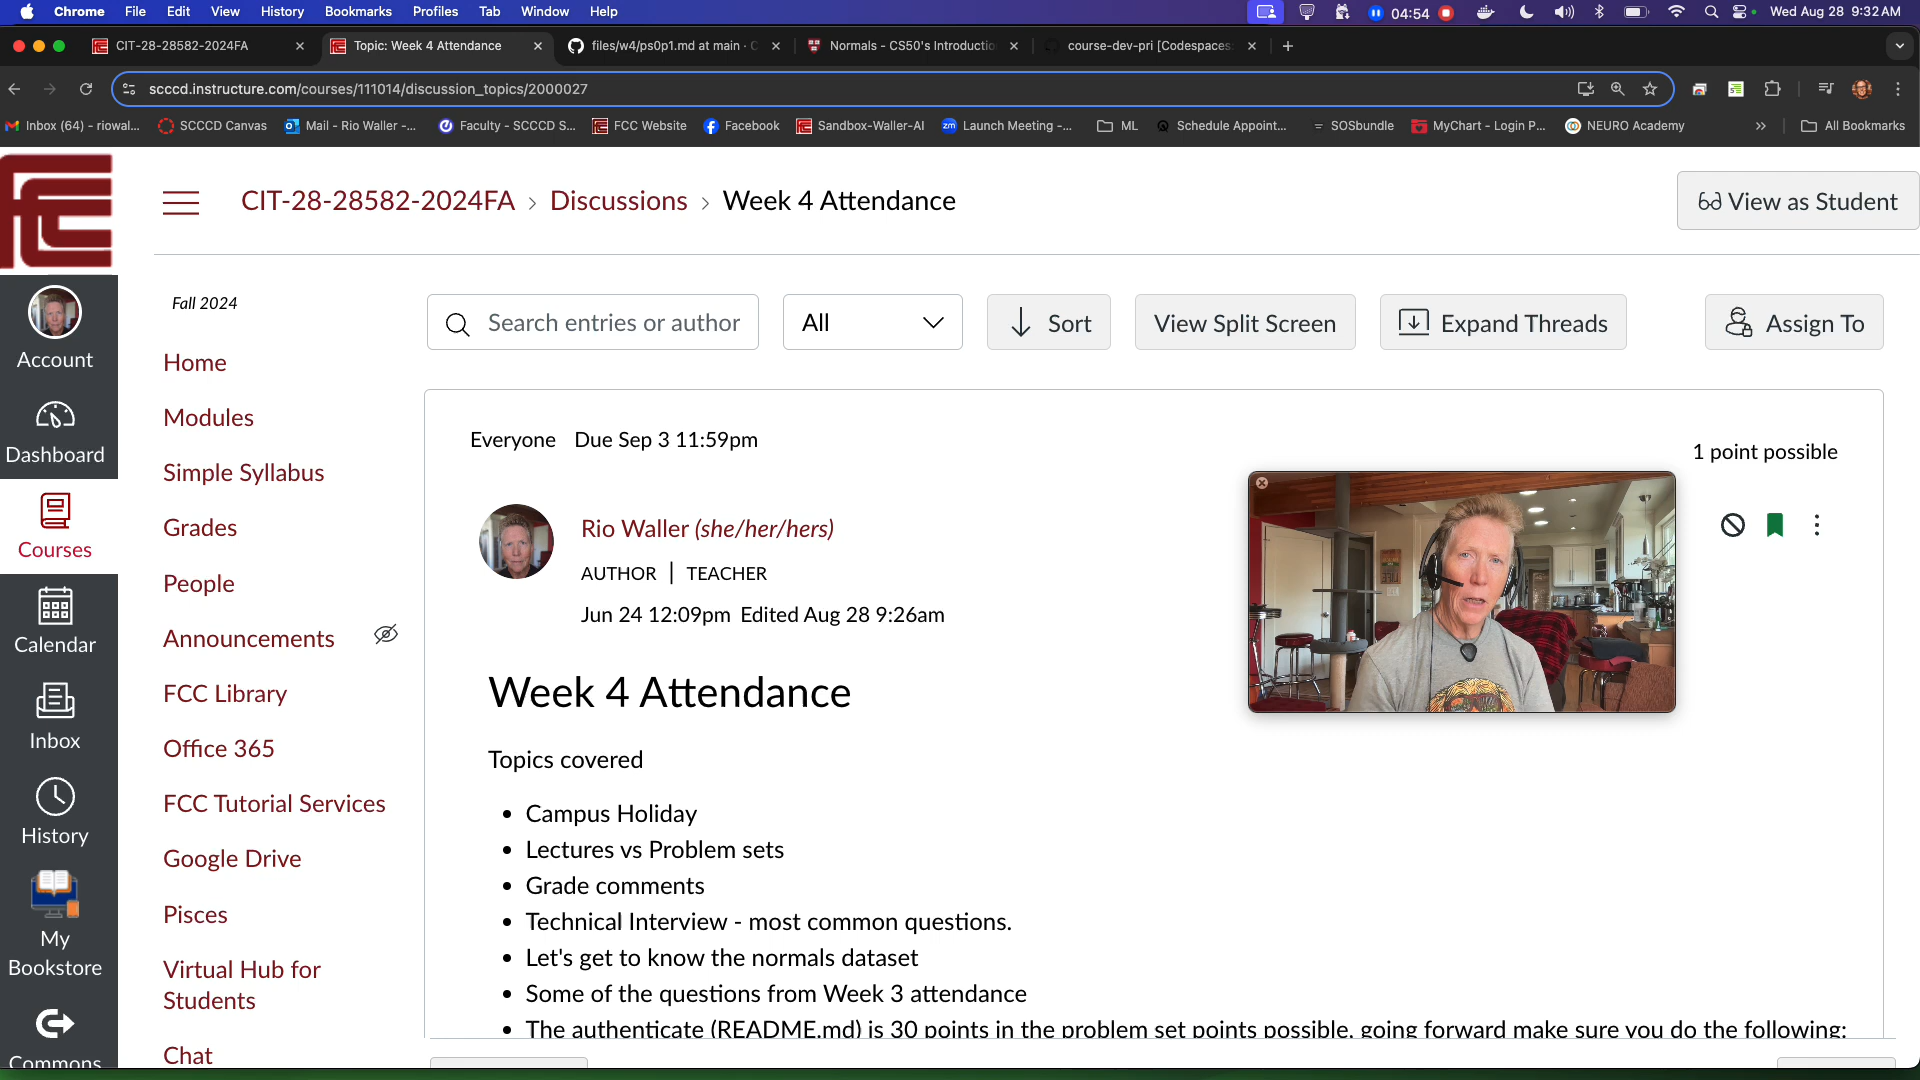 Chrome File Edit View History Bookmarks Profiles Tab Window Help 04:54 Wed Aug 28 9:32 AM
CIT-28-28582-2024FA Topic: Week 4 Attendance files/w4/ps0p1.md at main · C Normals - CS50's Introductio course-dev-pri [Codespaces:
scccd.instructure.com/courses/111014/discussion_topics/2000027
Inbox (64) - riowal... SCCCD Canvas Mail - Rio Waller -... Faculty - SCCCD S... FCC Website Facebook Sandbox-Waller-AI Launch Meeting -... ML Schedule Appoint... SOSbundle MyChart - Login P... NEURO Academy » All Bookmarks
CIT-28-28582-2024FA › Discussions › Week 4 Attendance
View as Student
Account
Dashboard
Courses
Calendar
Inbox
History
My
Bookstore
Commons
Fall 2024
Home
Modules
Simple Syllabus
Grades
People
Announcements
FCC Library
Office 365
FCC Tutorial Services
Google Drive
Pisces
Virtual Hub for
Students
Chat
Search entries or author
All
Sort
View Split Screen
Expand Threads
Assign To
Everyone Due Sep 3 11:59pm
1 point possible
Rio Waller (she/her/hers)
AUTHOR | TEACHER
Jun 24 12:09pm Edited Aug 28 9:26am
Week 4 Attendance
Topics covered
• Campus Holiday
• Lectures vs Problem sets
• Grade comments
• Technical Interview - most common questions.
• Let's get to know the normals dataset
• Some of the questions from Week 3 attendance
• The authenticate (README.md) is 30 points in the problem set points possible, going forward make sure you do the following: